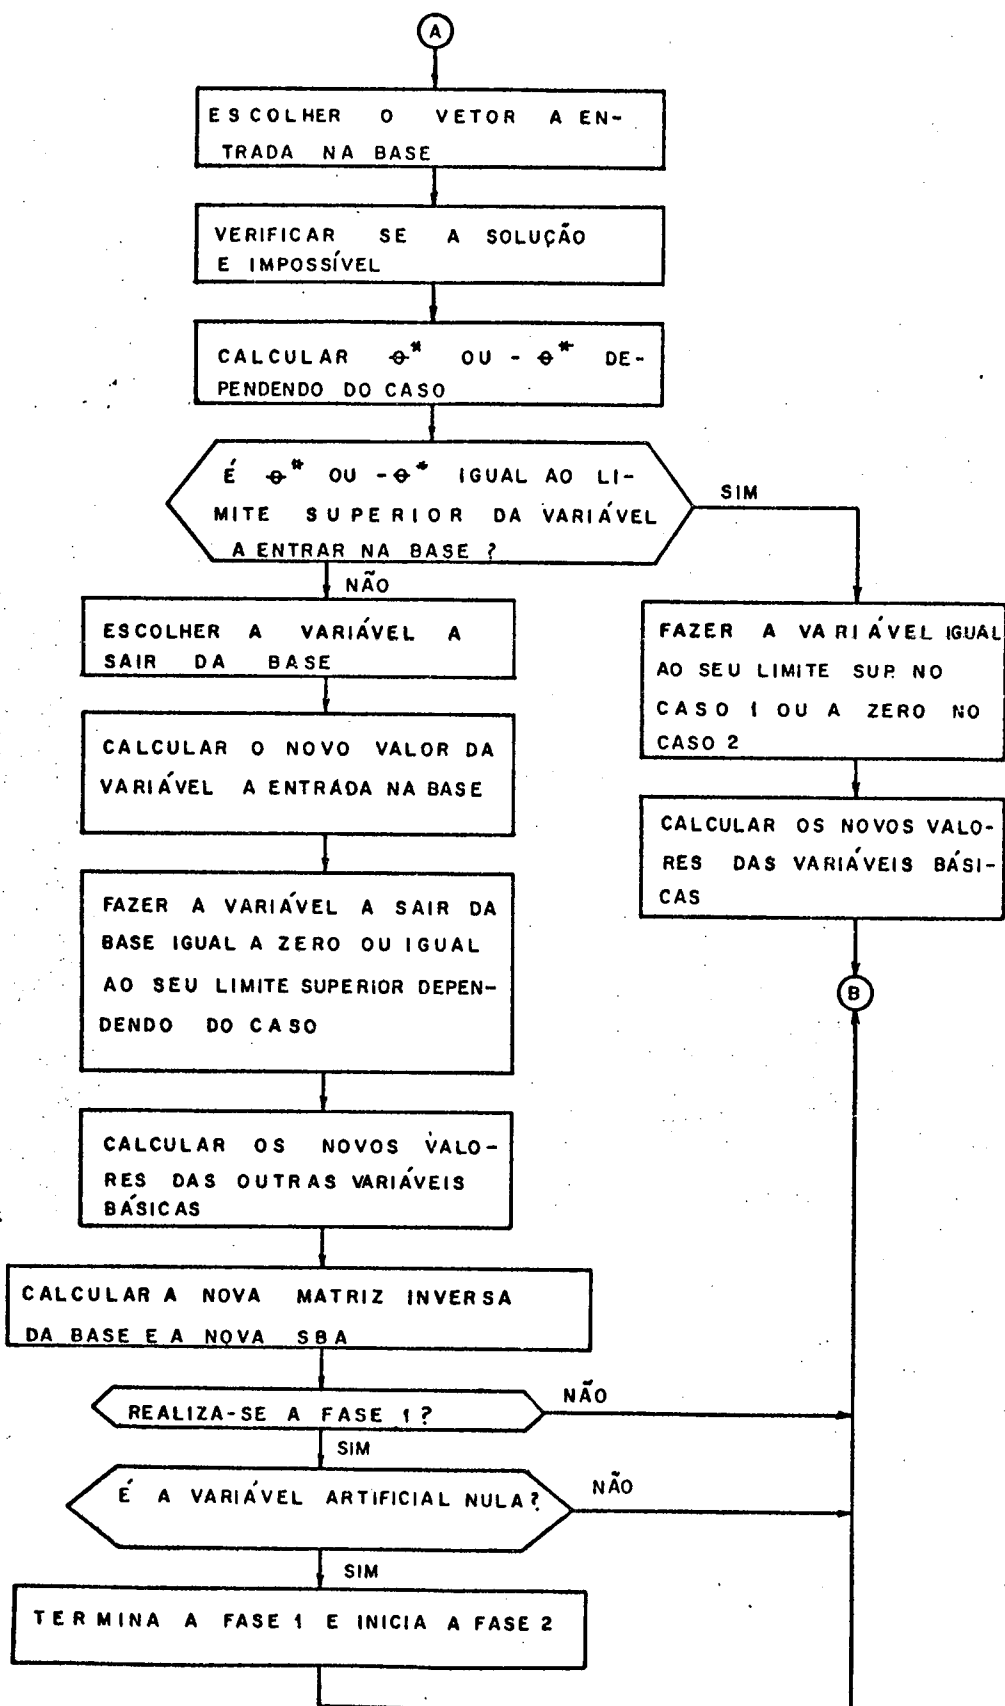 A
ESCOLHER O VETOR A EN-
TRADA NA BASE
VERIFICAR SE A SOLUÇÃO
E IMPOSSÍVEL
CALCULAR θ* OU - θ* DE-
PENDENDO DO CASO
É θ* OU -θ* IGUAL AO LI-
MITE SUPERIOR DA VARIÁVEL
A ENTRAR NA BASE ?
SIM
NÃO
ESCOLHER A VARIÁVEL A
SAIR DA BASE
CALCULAR O NOVO VALOR DA
VARIÁVEL A ENTRADA NA BASE
FAZER A VARIÁVEL A SAIR DA
BASE IGUAL A ZERO OU IGUAL
AO SEU LIMITE SUPERIOR DEPEN-
DENDO DO CASO
CALCULAR OS NOVOS VALO-
RES DAS OUTRAS VARIÁVEIS
BÁSICAS
CALCULAR A NOVA MATRIZ INVERSA
DA BASE E A NOVA SBA
REALIZA-SE A FASE 1?
NÃO
SIM
É A VARIÁVEL ARTIFICIAL NULA?
NÃO
SIM
TERMINA A FASE 1 E INICIA A FASE 2
FAZER A VARIÁVEL IGUAL
AO SEU LIMITE SUP. NO
CASO 1 OU A ZERO NO
CASO 2
CALCULAR OS NOVOS VALO-
RES DAS VARIÁVEIS BÁSI-
CAS
B